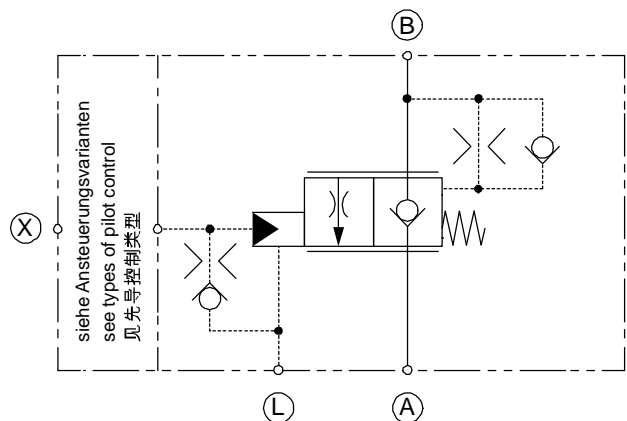 B
X
siehe Ansteuerungsvarianten
see types of pilot control
见先导控制类型
L
A